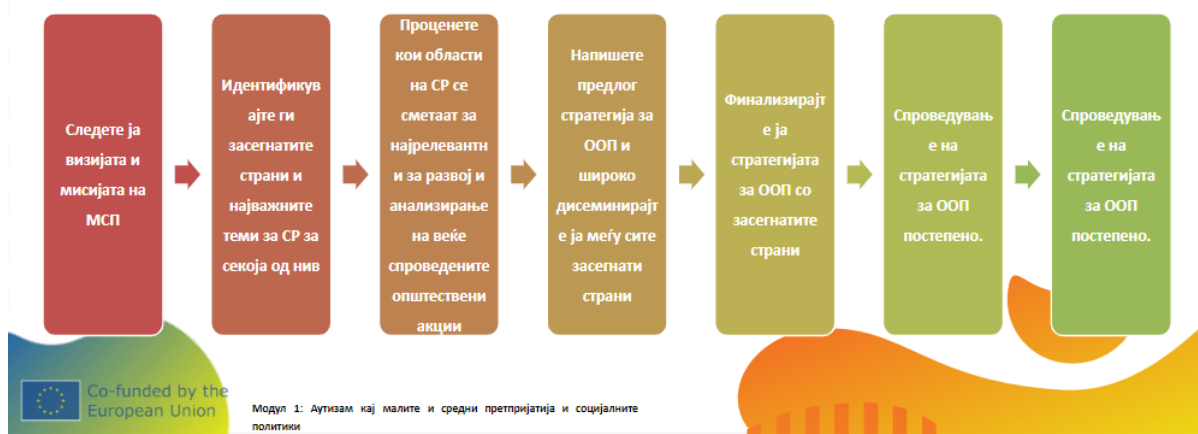 Следете ја
визијата и
мисијата на
МСП
Идентификув
ајте ги
засегнатите
страни и
најважните
теми за СР за
секоја од нив
Проценете
кои области
на СР се
сметаат за
најрелевантн
и за развој и
анализирање
на веќе
спроведените
општествени
акции
Напишете
предлог
стратегија за
ООП и
широко
дисеминирајт
е ја меѓу сите
засегнати
страни
Финализирајт
е ја
стратегијата
за ООП со
засегнатите
страни
Спроведувањ
е на
стратегијата
за ООП
постепено.
Спроведувањ
е на
стратегијата
за ООП
постепено.
Co-funded by the
European Union
Модул 1: Аутизам кај малите и средни претпријатија и социјалните
политики